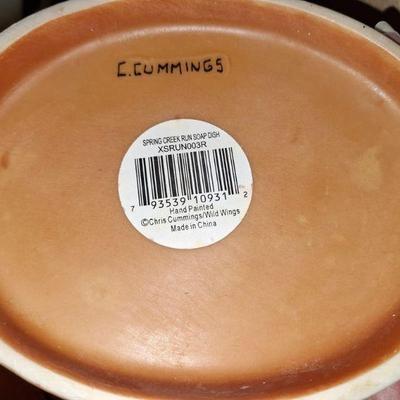 C.CUMMINGS
SPRING CREEK RUN SOAP DISH
XSRUN003R
7 93539 10931 2
Hand Painted
©Chris Cummings/Wild Wings
Made in China